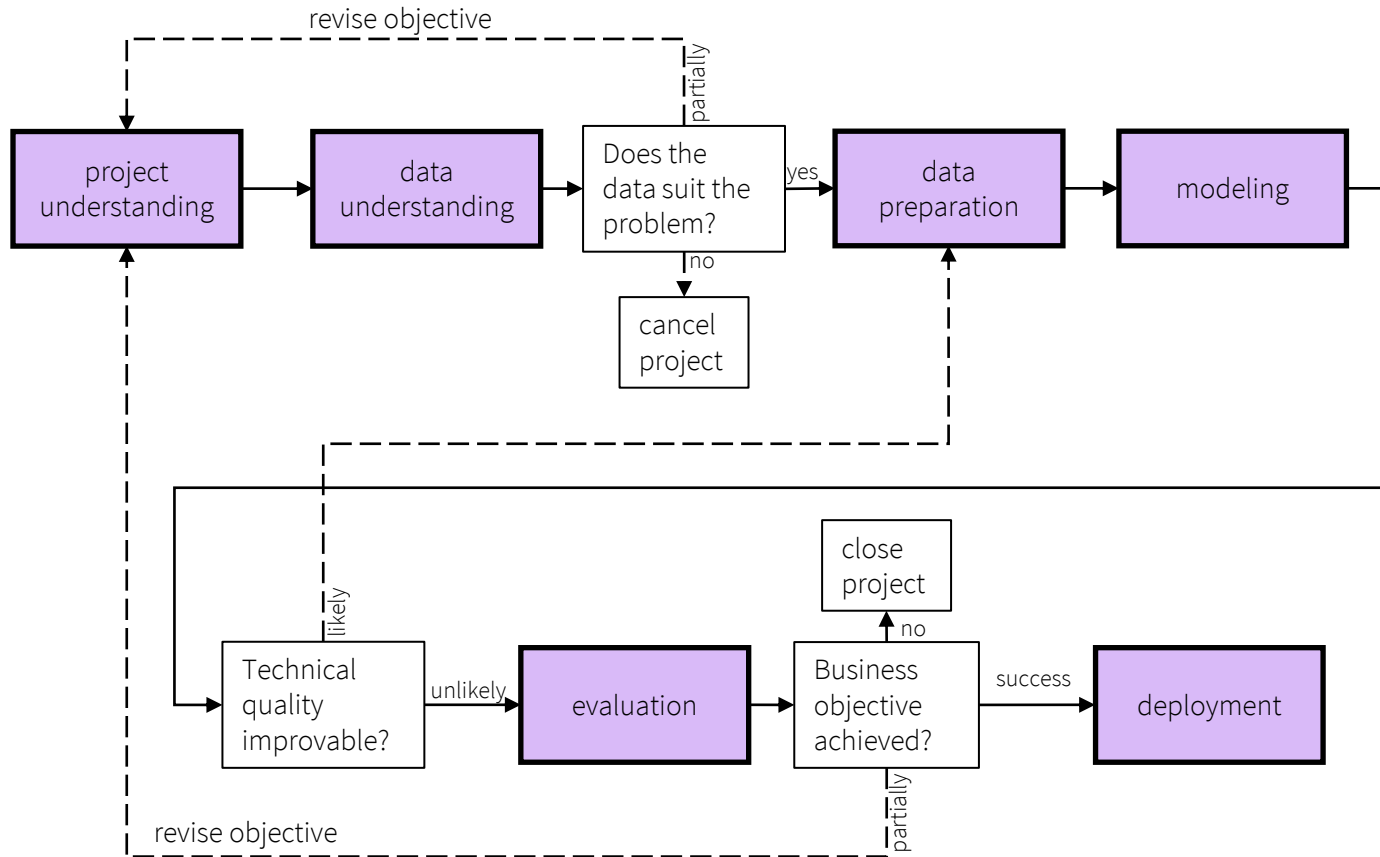 revise objective
partially
project
understanding
data
understanding
Does the
data suit the
problem?
yes
data
preparation
modeling
no
cancel
project
close
project
likely
no
Technical
quality
improvable?
unlikely
evaluation
Business
objective
achieved?
success
deployment
partially
revise objective